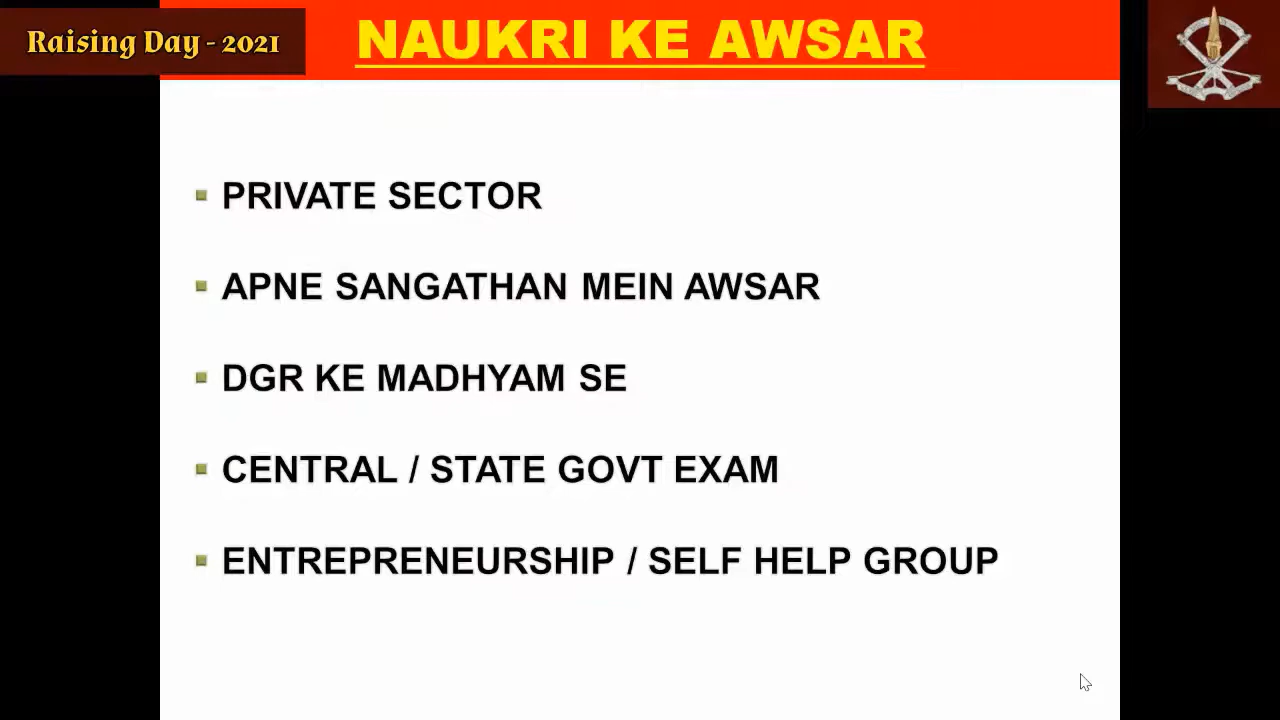 Raising Day - 2021
NAUKRI KE AWSAR
PRIVATE SECTOR
APNE SANGATHAN MEIN AWSAR
DGR KE MADHYAM SE
CENTRAL / STATE GOVT EXAM
ENTREPRENEURSHIP / SELF HELP GROUP